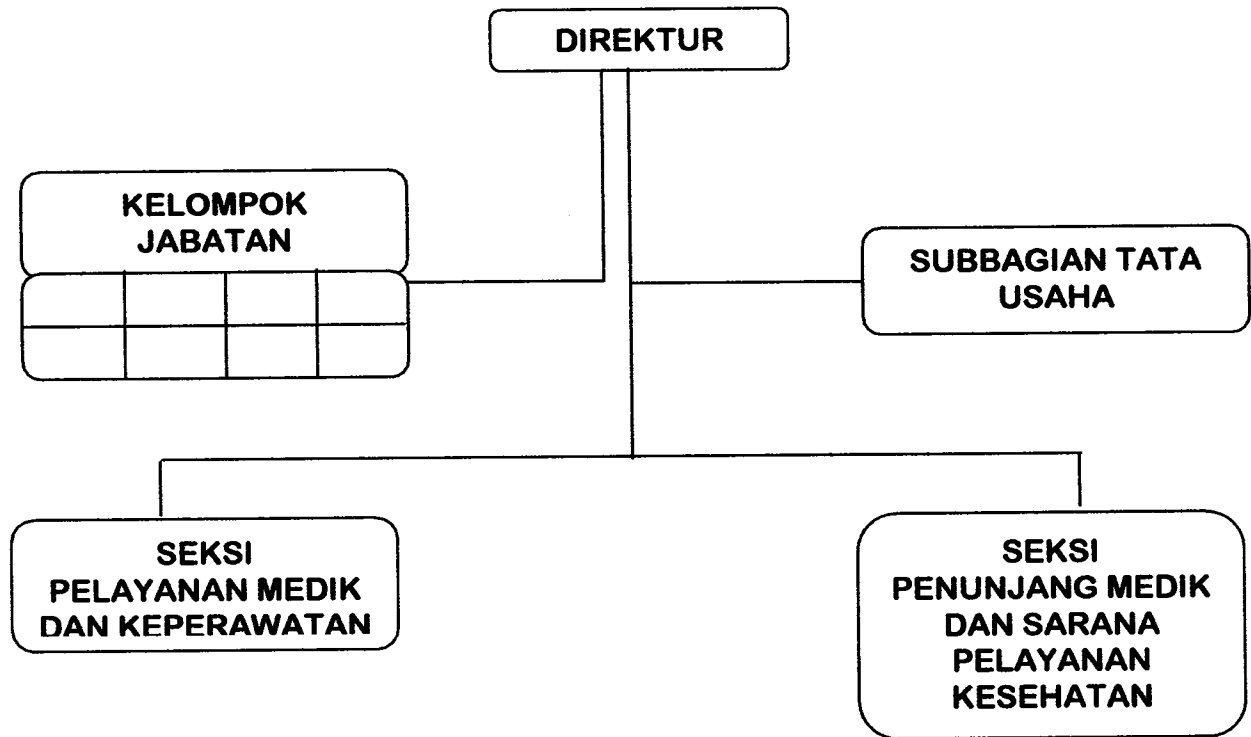 DIREKTUR
KELOMPOK
JABATAN
SUBBAGIAN TATA
USAHA
SEKSI
PELAYANAN MEDIK
DAN KEPERAWATAN
SEKSI
PENUNJANG MEDIK
DAN SARANA
PELAYANAN
KESEHATAN